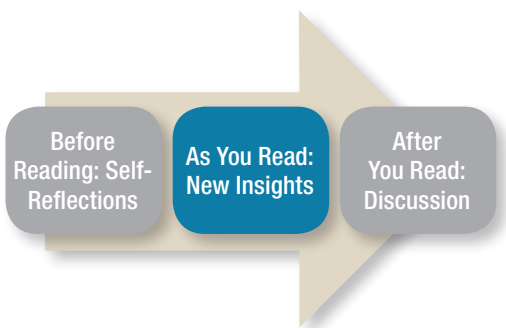 Before
Reading: Self-
Reflections
As You Read:
New Insights
After
You Read:
Discussion